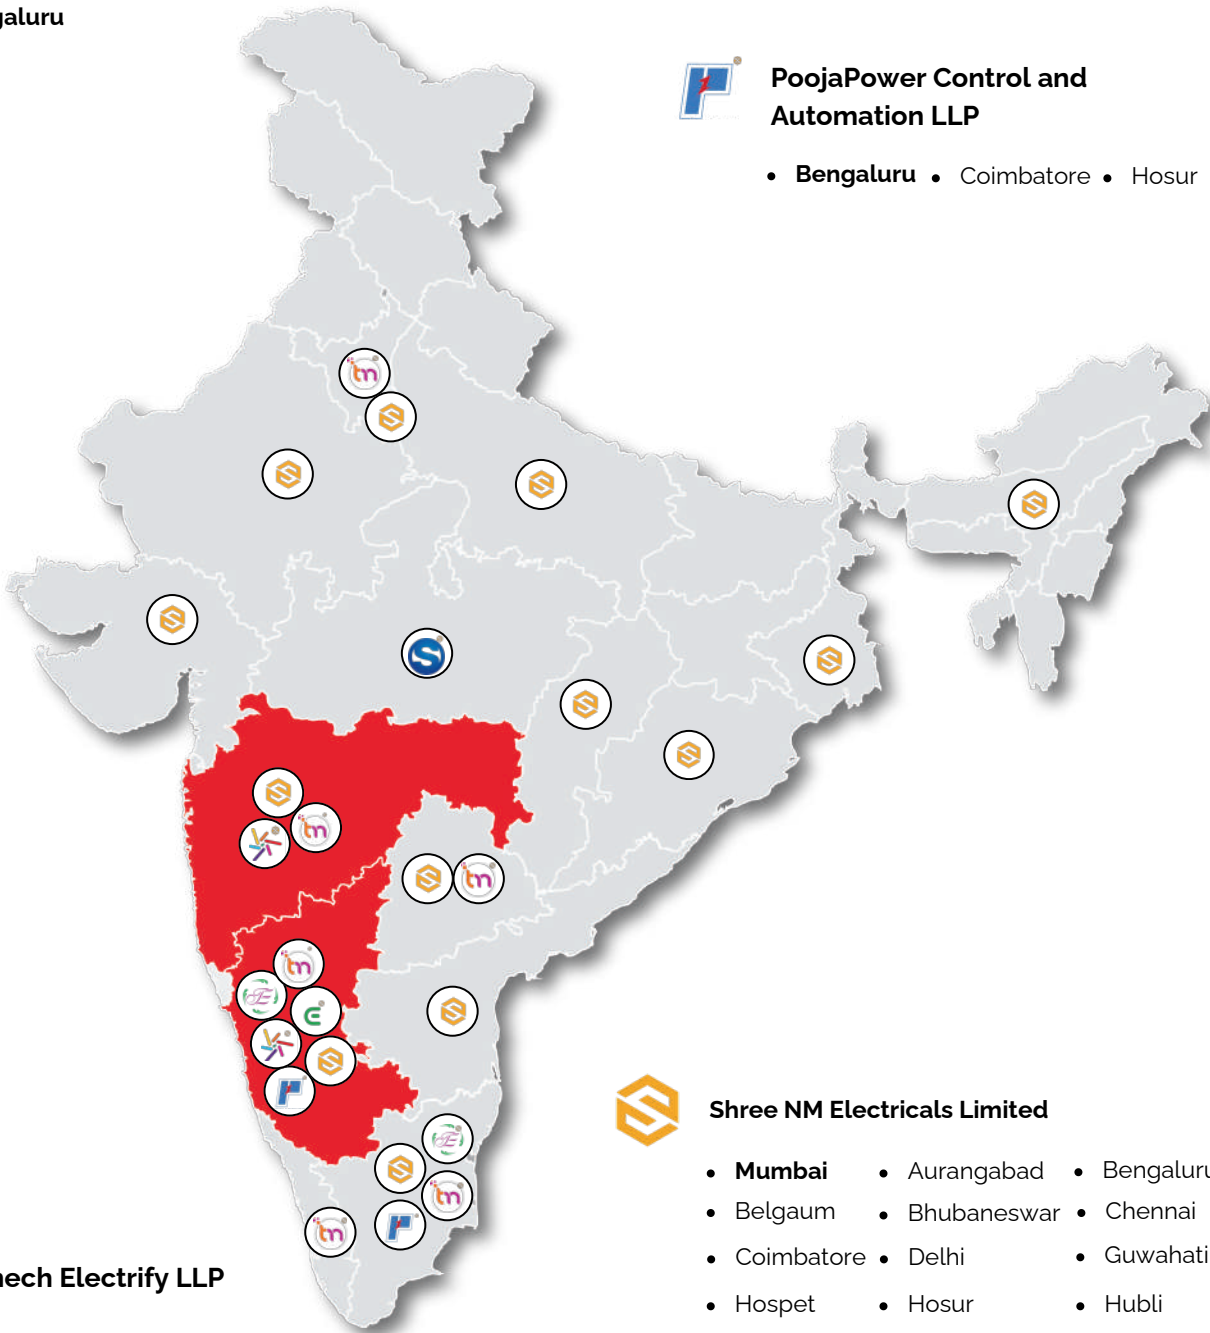 galuru
PoojaPower Control and
Automation LLP
• Bengaluru • Coimbatore • Hosur
Shree NM Electricals Limited
• Mumbai • Aurangabad • Bengaluru
• Belgaum • Bhubaneswar • Chennai
• Coimbatore • Delhi • Guwahati
nech Electrify LLP
• Hospet • Hosur • Hubli